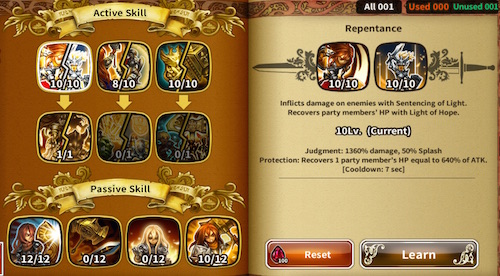 Active Skill
10/10
8/10
10/10
1/1
0/1
0/1
Passive Skill
12/12
0/12
0/12
10/12
All 001
Used 000
Unused 001
Repentance
10/10
10/10
Inflicts damage on enemies with Sentencing of Light.
Recovers party members' HP with Light of Hope.
10Lv. (Current)
Judgment: 1360% damage, 50% Splash
Protection: Recovers 1 party member's HP equal to 640% of ATK.
[Cooldown: 7 sec]
100
Reset
Learn